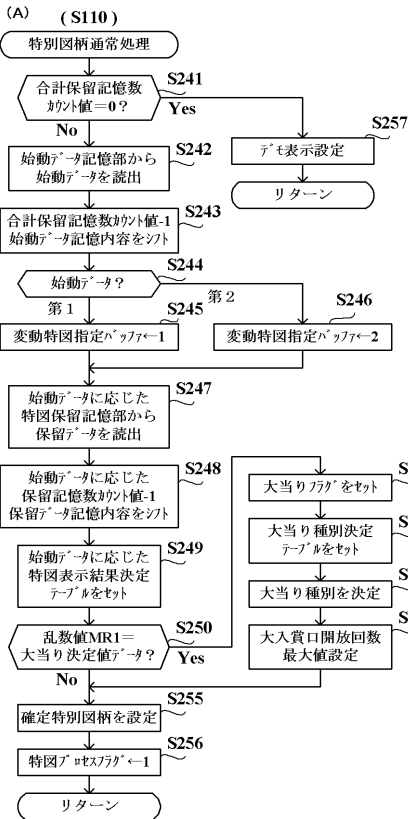 (A)
(S110)
特別図柄通常処理
S241
合計保留記憶数
ｶｳﾝﾄ値=0？
Yes
No
S257
ﾃﾞﾓ表示設定
リターン
S242
始動データ記憶部から
始動データを読出
S243
合計保留記憶数ｶｳﾝﾄ値-1
始動ﾃﾞｰﾀ記憶内容をｼﾌﾄ
S244
始動ﾃﾞｰﾀ？
第１
第２
S245
変動特図指定ﾊﾞｯﾌｧ←1
S246
変動特図指定ﾊﾞｯﾌｧ←2
S247
始動ﾃﾞｰﾀに応じた
特図保留記憶部から
保留データを読出
S248
始動ﾃﾞｰﾀに応じた
保留記憶数ｶｳﾝﾄ値-1
保留ﾃﾞｰﾀ記憶内容をｼﾌﾄ
S249
始動ﾃﾞｰﾀに応じた
特図表示結果決定
ﾃｰﾌﾞﾙをｾｯﾄ
S250
乱数値MR1=
大当り決定値ﾃﾞｰﾀ？
Yes
No
S
大当りﾌﾗｸﾞをｾｯﾄ
S
大当り種別決定
ﾃｰﾌﾞﾙをｾｯﾄ
S
大当り種別を決定
S
大入賞口開放回数
最大値設定
S255
確定特別図柄を設定
S256
特図ﾌﾟﾛｾｽﾌﾗｸﾞ←1
リターン